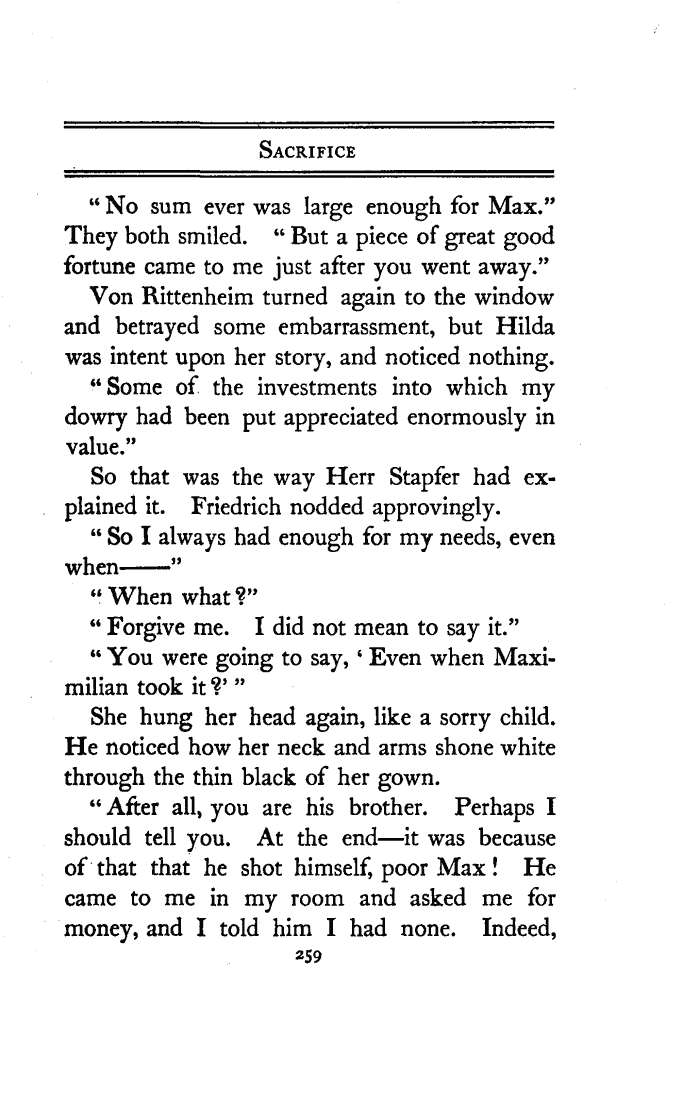 SACRIFICE
“No sum ever was large enough for Max.”
They both smiled. “But a piece of great good
fortune came to me just after you went away.”
Von Rittenheim turned again to the window
and betrayed some embarrassment, but Hilda
was intent upon her story, and noticed nothing.
“Some of the investments into which my
dowry had been put appreciated enormously in
value.”
So that was the way Herr Stapfer had ex-
plained it. Friedrich nodded approvingly.
“So I always had enough for my needs, even
when——”
“When what?”
“Forgive me. I did not mean to say it.”
“You were going to say, ‘Even when Maxi-
milian took it?’”
She hung her head again, like a sorry child.
He noticed how her neck and arms shone white
through the thin black of her gown.
“After all, you are his brother. Perhaps I
should tell you. At the end—it was because
of that that he shot himself, poor Max! He
came to me in my room and asked me for
money, and I told him I had none. Indeed,
259